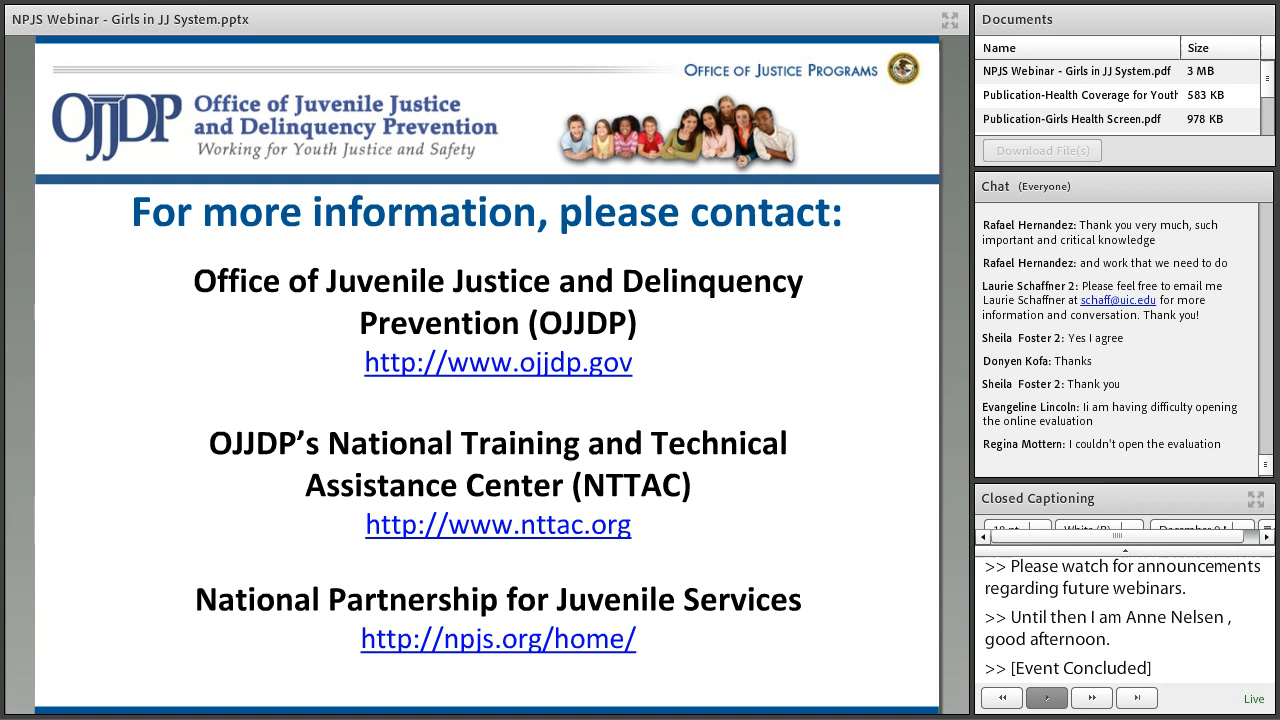 NPJS Webinar - Girls in JJ System.pptx
OFFICE OF JUSTICE PROGRAMS
OJJDP
Office of Juvenile Justice
and Delinquency Prevention
Working for Youth Justice and Safety
For more information, please contact:
Office of Juvenile Justice and Delinquency
Prevention (OJJDP)
http://www.ojjdp.gov
OJJDP’s National Training and Technical
Assistance Center (NTTAC)
http://www.nttac.org
National Partnership for Juvenile Services
http://npjs.org/home/
Documents
Name Size
NPJS Webinar - Girls in JJ System.pdf 3 MB
Publication-Health Coverage for Youth 583 KB
Publication-Girls Health Screen.pdf 978 KB
Download File(s)
Chat (Everyone)
Rafael Hernandez: Thank you very much, such
important and critical knowledge
Rafael Hernandez: and work that we need to do
Laurie Schaffner 2: Please feel free to email me
Laurie Schaffner at schaff@uic.edu for more
information and conversation. Thank you!
Sheila Foster 2: Yes I agree
Donyen Kofa: Thanks
Sheila Foster 2: Thank you
Evangeline Lincoln: Ii am having difficulty opening
the online evaluation
Regina Mottern: I couldn't open the evaluation
Closed Captioning
>> Please watch for announcements
regarding future webinars.
>> Until then I am Anne Nelsen ,
good afternoon.
>> [Event Concluded]
Live